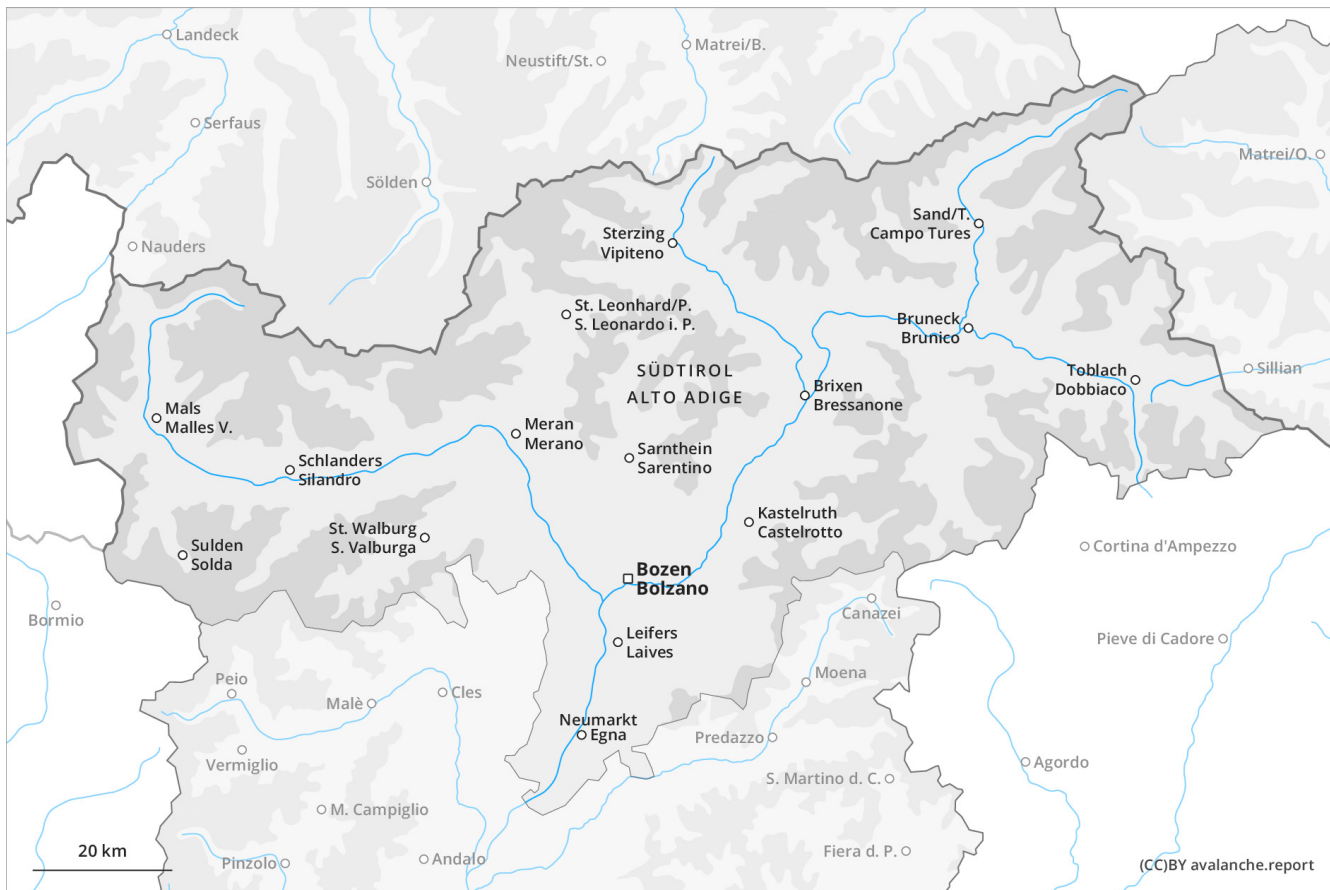 Landeck
Matrei/B.
Neustift/St.
Serfaus
Matrei/O.
Sölden
Sand/T.
Campo Tures
Sterzing
Vipiteno
Nauders
St. Leonhard/P.
S. Leonardo i. P.
Bruneck
Brunico
SÜDTIROL
ALTO ADIGE
Toblach
Dobbiaco
Sillian
Brixen
Bressanone
Mals
Malles V.
Meran
Merano
Sarnthein
Sarentino
Schlanders
Silandro
Kastelruth
Castelrotto
St. Walburg
S. Valburga
Sulden
Solda
Cortina d'Ampezzo
Bozen
Bolzano
Bormio
Canazei
Leifers
Laives
Pieve di Cadore
Peio
Moena
Malè
Cles
Neumarkt
Egna
Predazzo
Vermiglio
Agordo
S. Martino d. C.
M. Campiglio
20 km
Pinzolo
Andalo
Fiera d. P.
(CC)BY avalanche.report